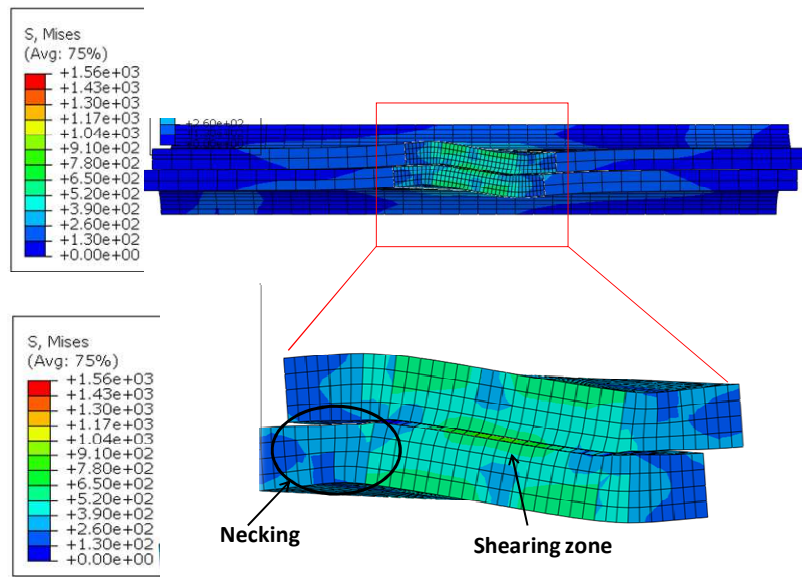 S, Mises
(Avg: 75%)
+1.56e+03
+1.43e+03
+1.30e+03
+1.17e+03
+1.04e+03
+9.10e+02
+7.80e+02
+6.50e+02
+5.20e+02
+3.90e+02
+2.60e+02
+1.30e+02
+0.00e+00
+2.60e+02
S, Mises
(Avg: 75%)
+1.56e+03
+1.43e+03
+1.30e+03
+1.17e+03
+1.04e+03
+9.10e+02
+7.80e+02
+6.50e+02
+5.20e+02
+3.90e+02
+2.60e+02
+1.30e+02
+0.00e+00
Necking
Shearing zone